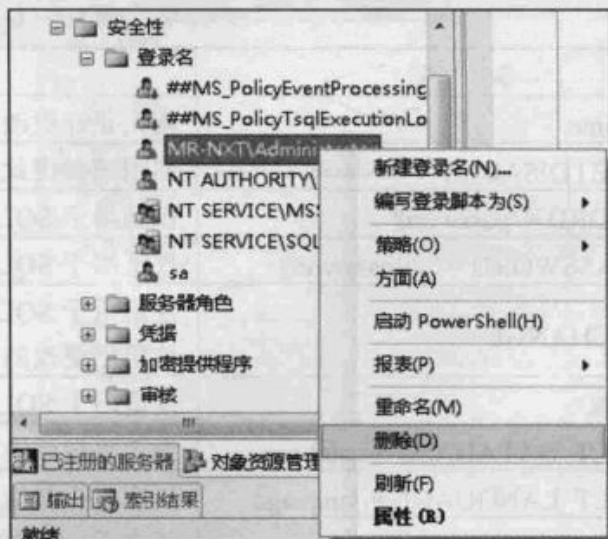 安全性
登录名
##MS_PolicyEventProcessing
##MS_PolicyTsqlExecutionLo
MR-NXT\Administrator
NT AUTHORITY\
NT SERVICE\MSS
NT SERVICE\SQL
sa
服务器角色
凭据
加密提供程序
审核
已注册的服务器 对象资源管理
输出 索引结果
就绪
新建登录名(N)...
编写登录脚本为(S)
策略(O)
方面(A)
启动 PowerShell(H)
报表(P)
重命名(M)
删除(D)
刷新(F)
属性(R)